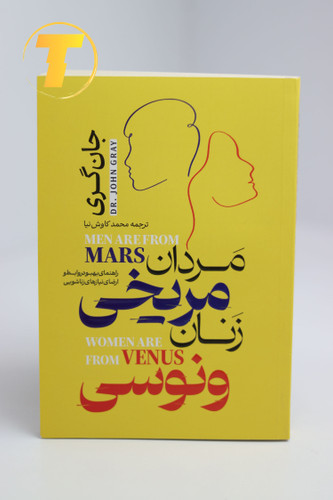 جان گری
DR. JOHN GRAY
ترجمه محمد کاوش نیا
MEN ARE FROM
MARS
مردان
راهنمای بهبود روابط و
ارضای نیازهای زناشویی
مریخی
زنان
WOMEN ARE
FROM VENUS
ونوسی